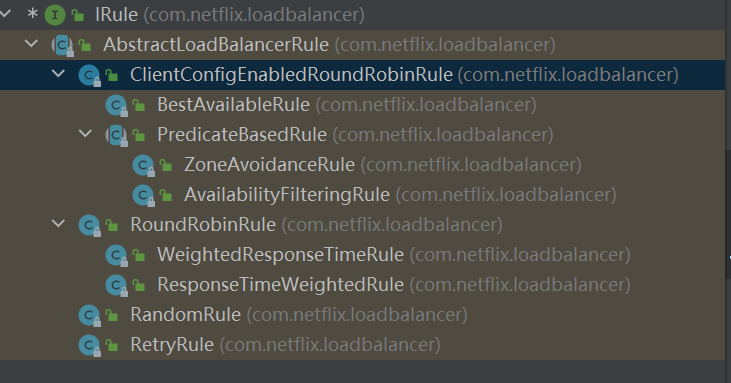 * I IRule (com.netflix.loadbalancer)
C AbstractLoadBalancerRule (com.netflix.loadbalancer)
C ClientConfigEnabledRoundRobinRule (com.netflix.loadbalancer)
C BestAvailableRule (com.netflix.loadbalancer)
C PredicateBasedRule (com.netflix.loadbalancer)
C ZoneAvoidanceRule (com.netflix.loadbalancer)
C AvailabilityFilteringRule (com.netflix.loadbalancer)
C RoundRobinRule (com.netflix.loadbalancer)
C WeightedResponseTimeRule (com.netflix.loadbalancer)
C ResponseTimeWeightedRule (com.netflix.loadbalancer)
C RandomRule (com.netflix.loadbalancer)
C RetryRule (com.netflix.loadbalancer)